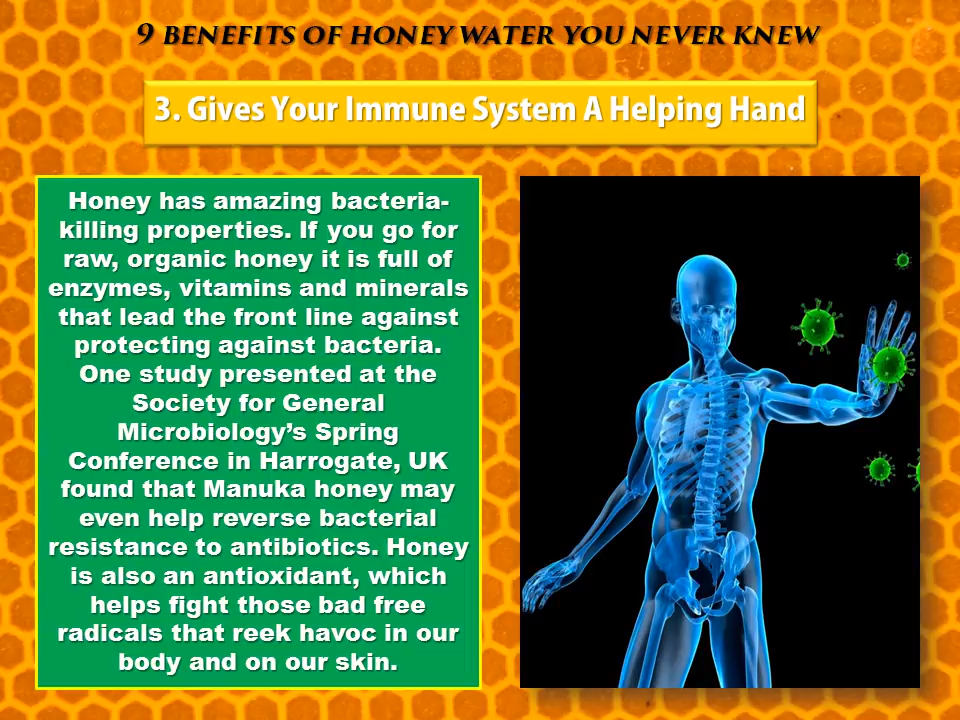 9 BENEFITS OF HONEY WATER YOU NEVER KNEW
3. Gives Your Immune System A Helping Hand
Honey has amazing bacteria-
killing properties. If you go for
raw, organic honey it is full of
enzymes, vitamins and minerals
that lead the front line against
protecting against bacteria.
One study presented at the
Society for General
Microbiology’s Spring
Conference in Harrogate, UK
found that Manuka honey may
even help reverse bacterial
resistance to antibiotics. Honey
is also an antioxidant, which
helps fight those bad free
radicals that reek havoc in our
body and on our skin.